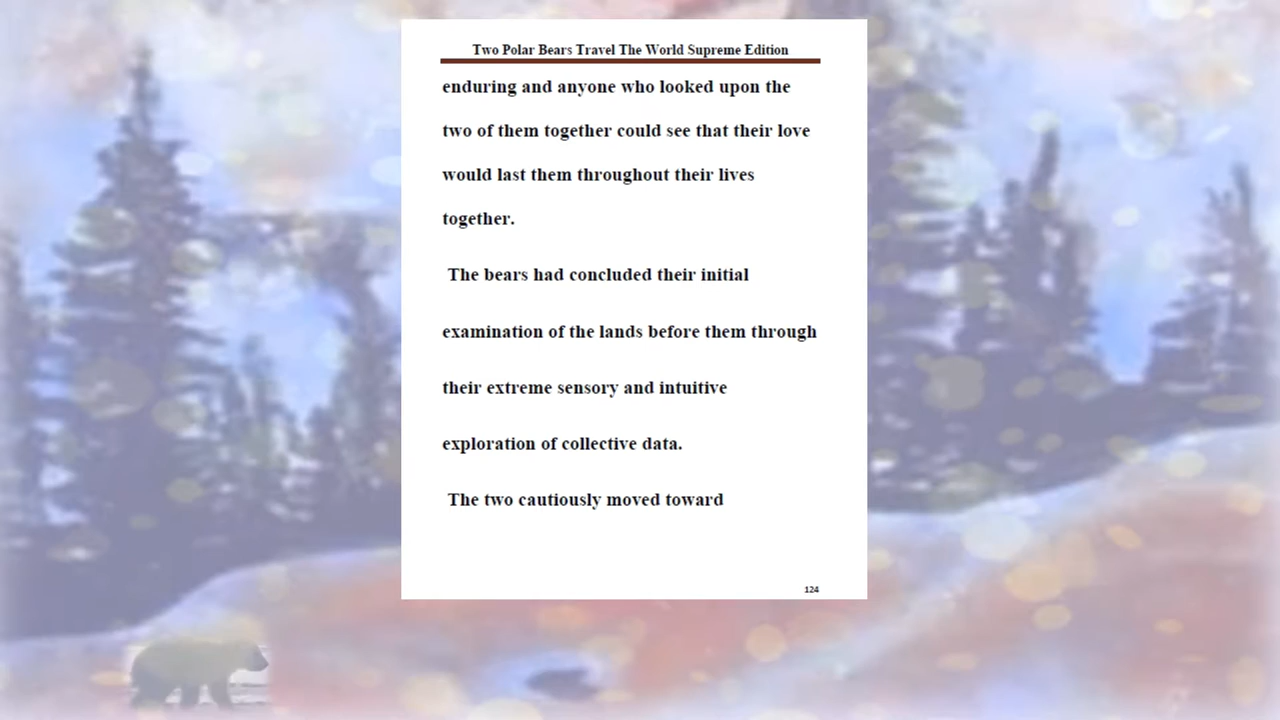 Two Polar Bears Travel The World Supreme Edition
enduring and anyone who looked upon the
two of them together could see that their love
would last them throughout their lives
together.
The bears had concluded their initial
examination of the lands before them through
their extreme sensory and intuitive
exploration of collective data.
The two cautiously moved toward
124